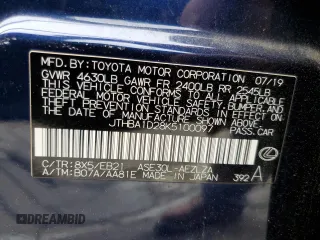 MFD. BY:TOYOTA MOTOR CORPORATION 07/19
GVWR 4630LB GAWR FR 2400LB RR 2545LB
THIS VEHICLE CONFORMS TO ALL APPLICABLE
FEDERAL MOTOR VEHICLE SAFETY, BUMPER, AND
THEFT PREVENTION STANDARDS IN EFFECT ON
THE DATE OF MANUFACTURE SHOWN ABOVE.
JTHBA1D28K5100097 PASS.CAR
C/TR:8X5/EB21 ASE30L-AEZLZA
A/TM:B07A/AA81E MADE IN JAPAN 392 A
DREAMBID